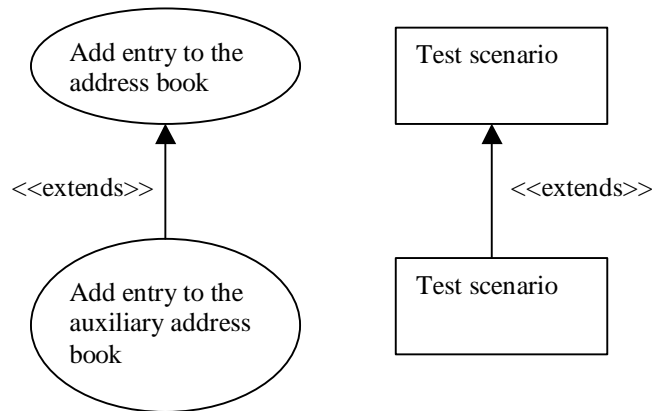 Add entry to the
address book
Test scenario
<<extends>>
<<extends>>
Add entry to the
auxiliary address
book
Test scenario